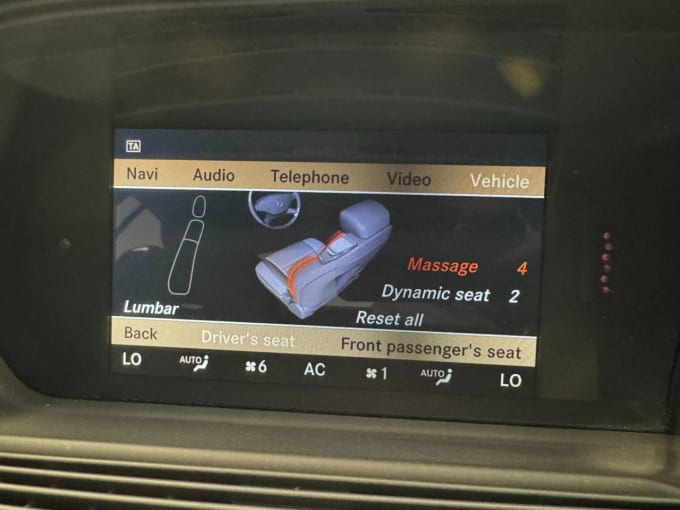 TA
Navi Audio Telephone Video Vehicle
Massage 4
Dynamic seat 2
Lumbar
Reset all
Back Driver's seat Front passenger's seat
LO AUTO 6 AC 1 AUTO LO